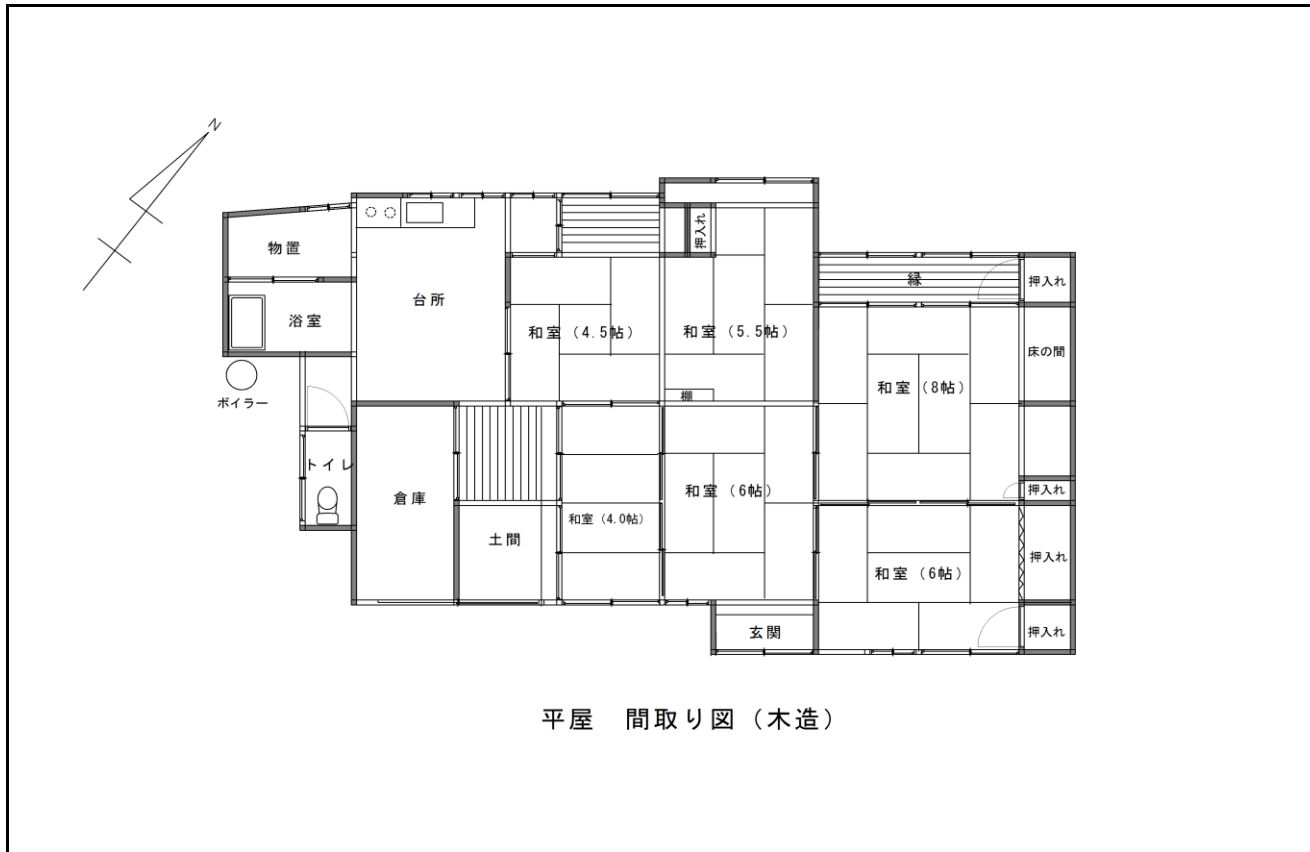 N
物置
押入れ
台所
縁
押入れ
浴室
和室（4.5帖）
和室（5.5帖）
床の間
和室（8帖）
棚
ボイラー
トイレ
倉庫
和室（6帖）
押入れ
和室（4.0帖）
土間
押入れ
和室（6帖）
玄関
押入れ
平屋　間取り図（木造）